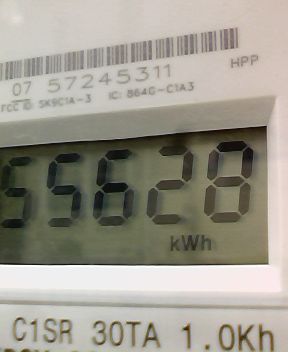 HPP
07 57245311
FCC ID: SK9C1A-3 IC: 864G-C1A3
55628
kWh
C1SR 30TA 1.0Kh